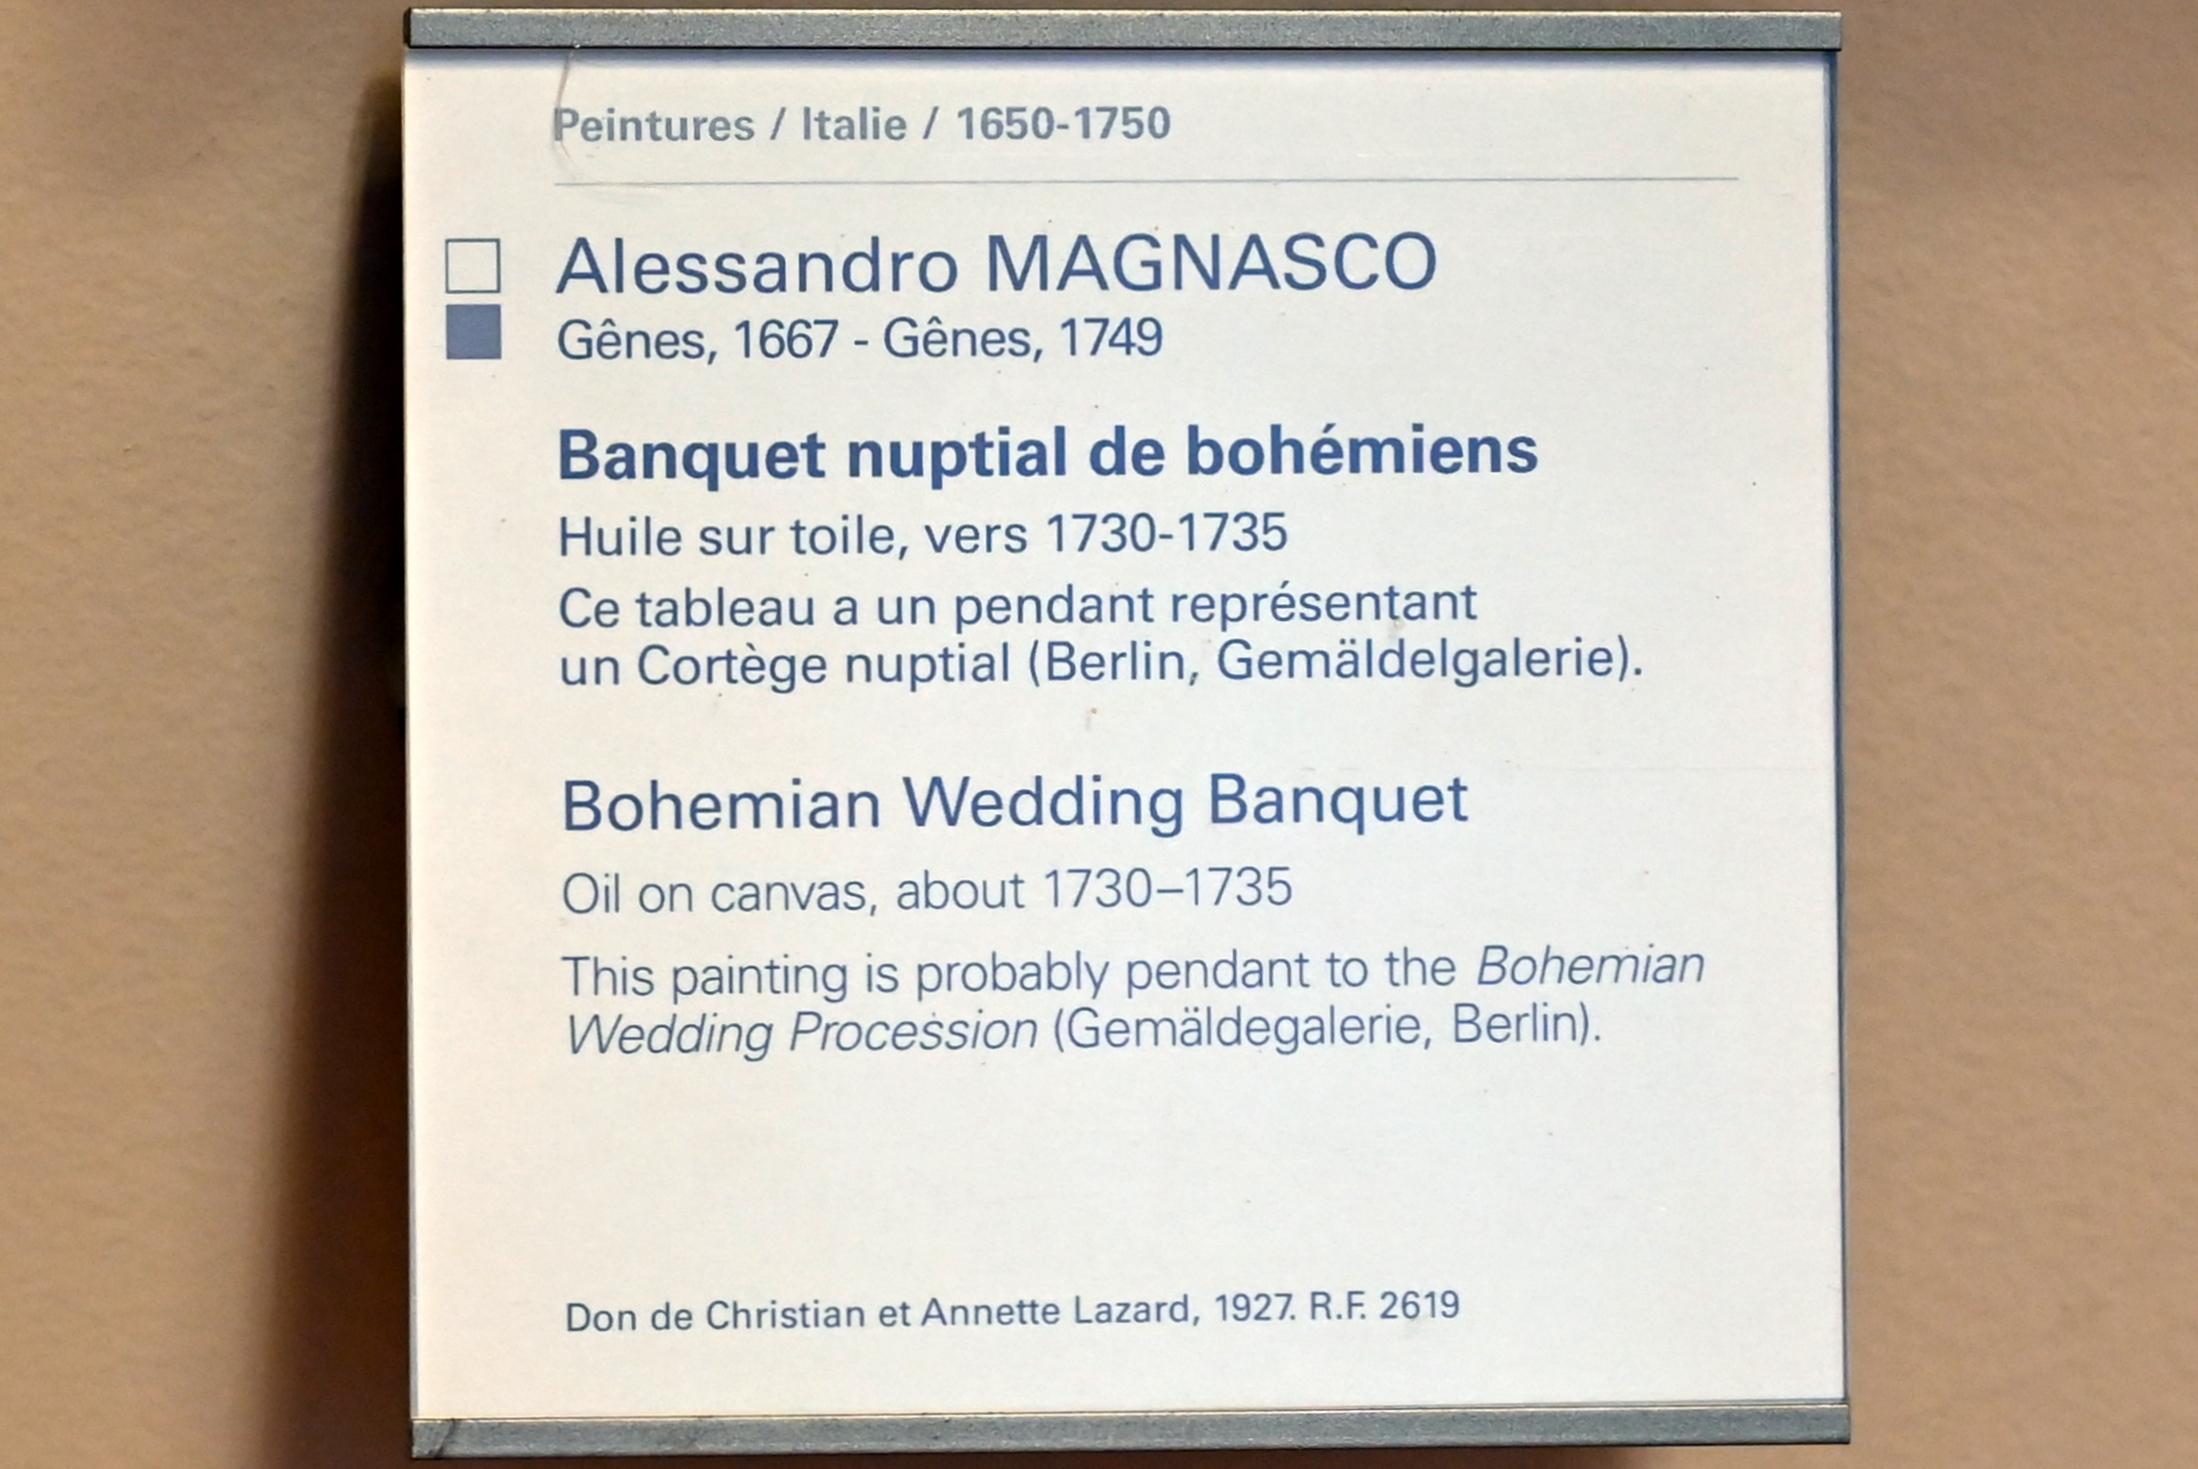 Peintures / Italie / 1650-1750
Alessandro MAGNASCO
Gênes, 1667 - Gênes, 1749
Banquet nuptial de bohémiens
Huile sur toile, vers 1730-1735
Ce tableau a un pendant représentant
un Cortège nuptial (Berlin, Gemäldelgalerie).
Bohemian Wedding Banquet
Oil on canvas, about 1730–1735
This painting is probably pendant to the Bohemian
Wedding Procession (Gemäldegalerie, Berlin).
Don de Christian et Annette Lazard, 1927. R.F. 2619